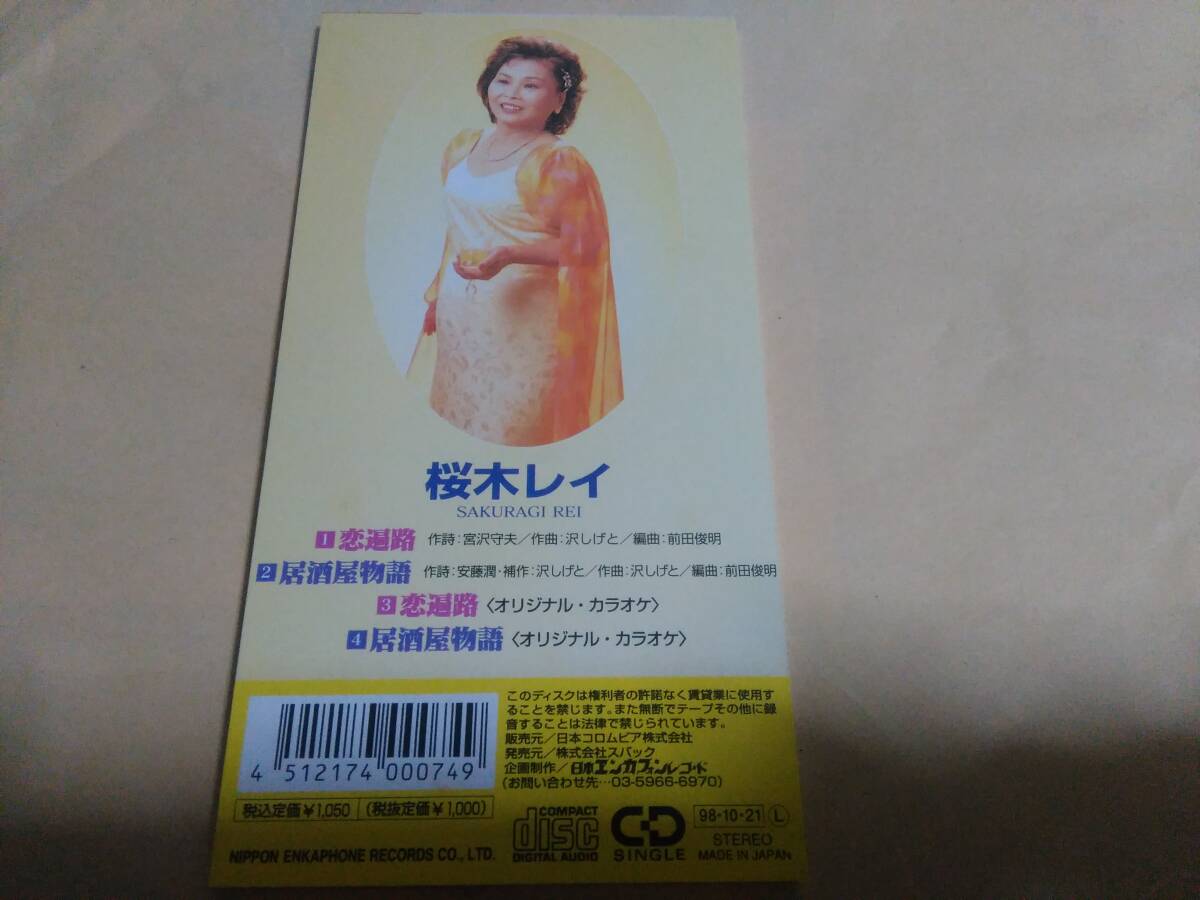 桜木レイ
SAKURAGI REI
1 恋遍路 作詩:宮沢守夫/作曲:沢しげと/編曲:前田俊明
2 居酒屋物語 作詩:安藤潤・補作:沢しげと/作曲:沢しげと/編曲:前田俊明
3 恋遍路〈オリジナル・カラオケ〉
4 居酒屋物語〈オリジナル・カラオケ〉
このディスクは権利者の許諾なく賃貸業に使用す
ることを禁じます。また無断でテープその他に録
音することは法律で禁じられています。
販売元/日本コロムビア株式会社
発売元/株式会社スバック
企画制作/日本エンカフォンレコード
(お問い合わせ先…03-5966-6970)
4 512174 000749
税込定価¥1,050 (税抜定価¥1,000)
NIPPON ENKAPHONE RECORDS CO., LTD.
COMPACT
disc
DIGITAL AUDIO
CD
SINGLE
98・10・21 L
STEREO
MADE IN JAPAN